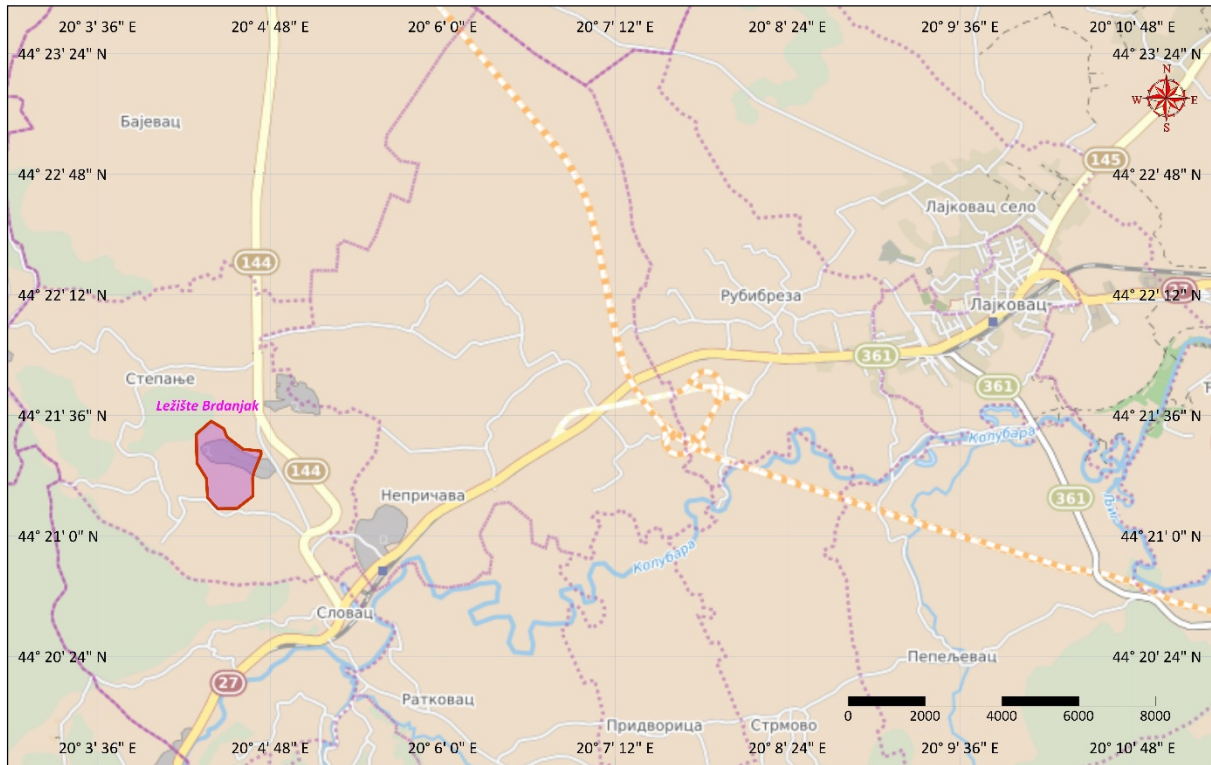 20° 3' 36" E 20° 4' 48" E 20° 6' 0" E 20° 7' 12" E 20° 8' 24" E 20° 9' 36" E 20° 10' 48" E
44° 23' 24" N 44° 23' 24" N
N
W E
S
Бајевац
145
44° 22' 48" N 44° 22' 48" N
Лајковац село
144
44° 22' 12" N Рубибреза Лајковац 33 44° 22' 12" N
361
Степање 361
Ležište Brdanjak
44° 21' 36" N 44° 21' 36" N
Колубара
144
Непричава 361 Љиг
44° 21' 0" N 44° 21' 0" N
Колубара
Словац
44° 20' 24" N Пепељевац 44° 20' 24" N
27
Ратковац
Придворица Стрмово
0 2000 4000 6000 8000
20° 3' 36" E 20° 4' 48" E 20° 6' 0" E 20° 7' 12" E 20° 8' 24" E 20° 9' 36" E 20° 10' 48" E